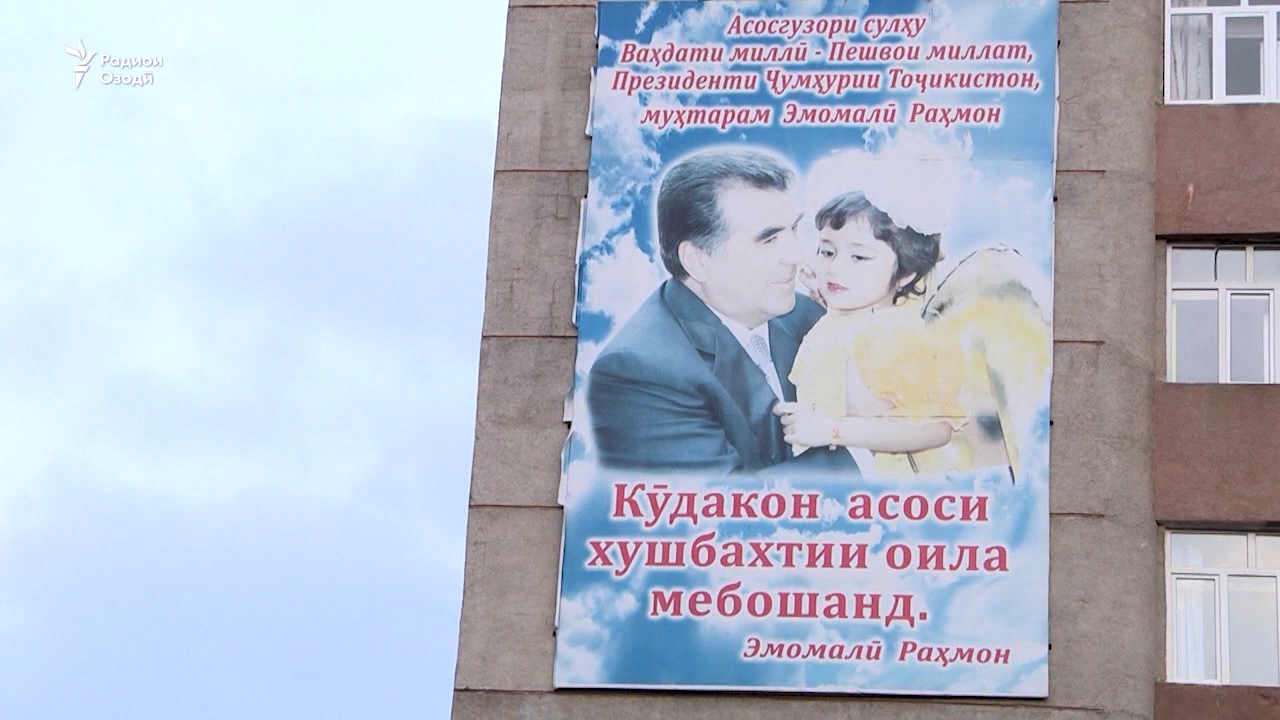 Радиои
Озодӣ
Асосгузори сулҳу
Ваҳдати миллӣ - Пешвои миллат,
Президенти Ҷумҳурии Тоҷикистон,
муҳтарам Эмомалӣ Раҳмон
Кӯдакон асоси
хушбахтии оила
мебошанд.
Эмомалӣ Раҳмон